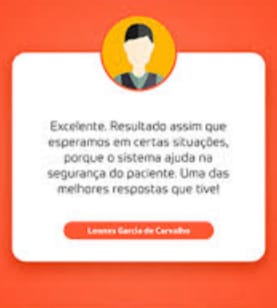 Excelente. Resultado assim que
esperamos em certas situações,
porque o sistema ajuda na
segurança do paciente. Uma das
melhores respostas que tive!
Garcia de Carvalho